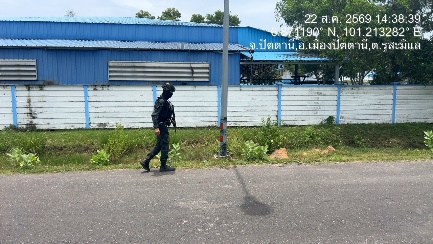 22 ส.ค. 2569 14:38:39
N, 101.213282° E
จ.ปัตตานี,อ.เมืองปัตตานี,ต.รูสะมิแล